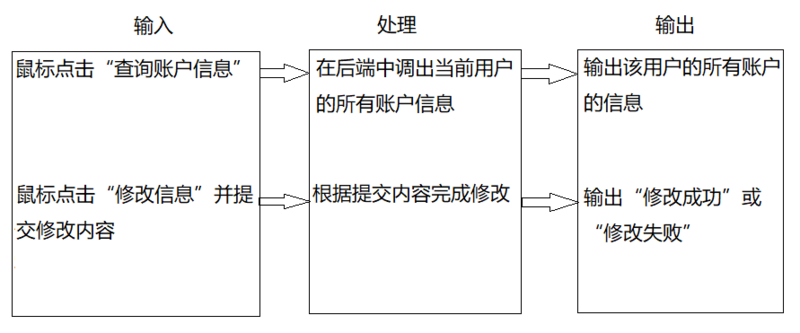 输入
处理
输出
鼠标点击“查询账户信息”
在后端中调出当前用户
的所有账户信息
输出该用户的所有账户
的信息
鼠标点击“修改信息”并提
交修改内容
根据提交内容完成修改
输出“修改成功”或
“修改失败”